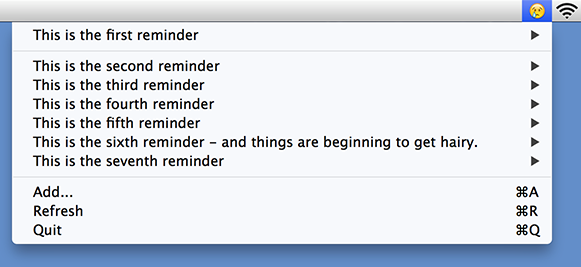 This is the first reminder
This is the second reminder
This is the third reminder
This is the fourth reminder
This is the fifth reminder
This is the sixth reminder – and things are beginning to get hairy.
This is the seventh reminder
Add... ⌘A
Refresh ⌘R
Quit ⌘Q